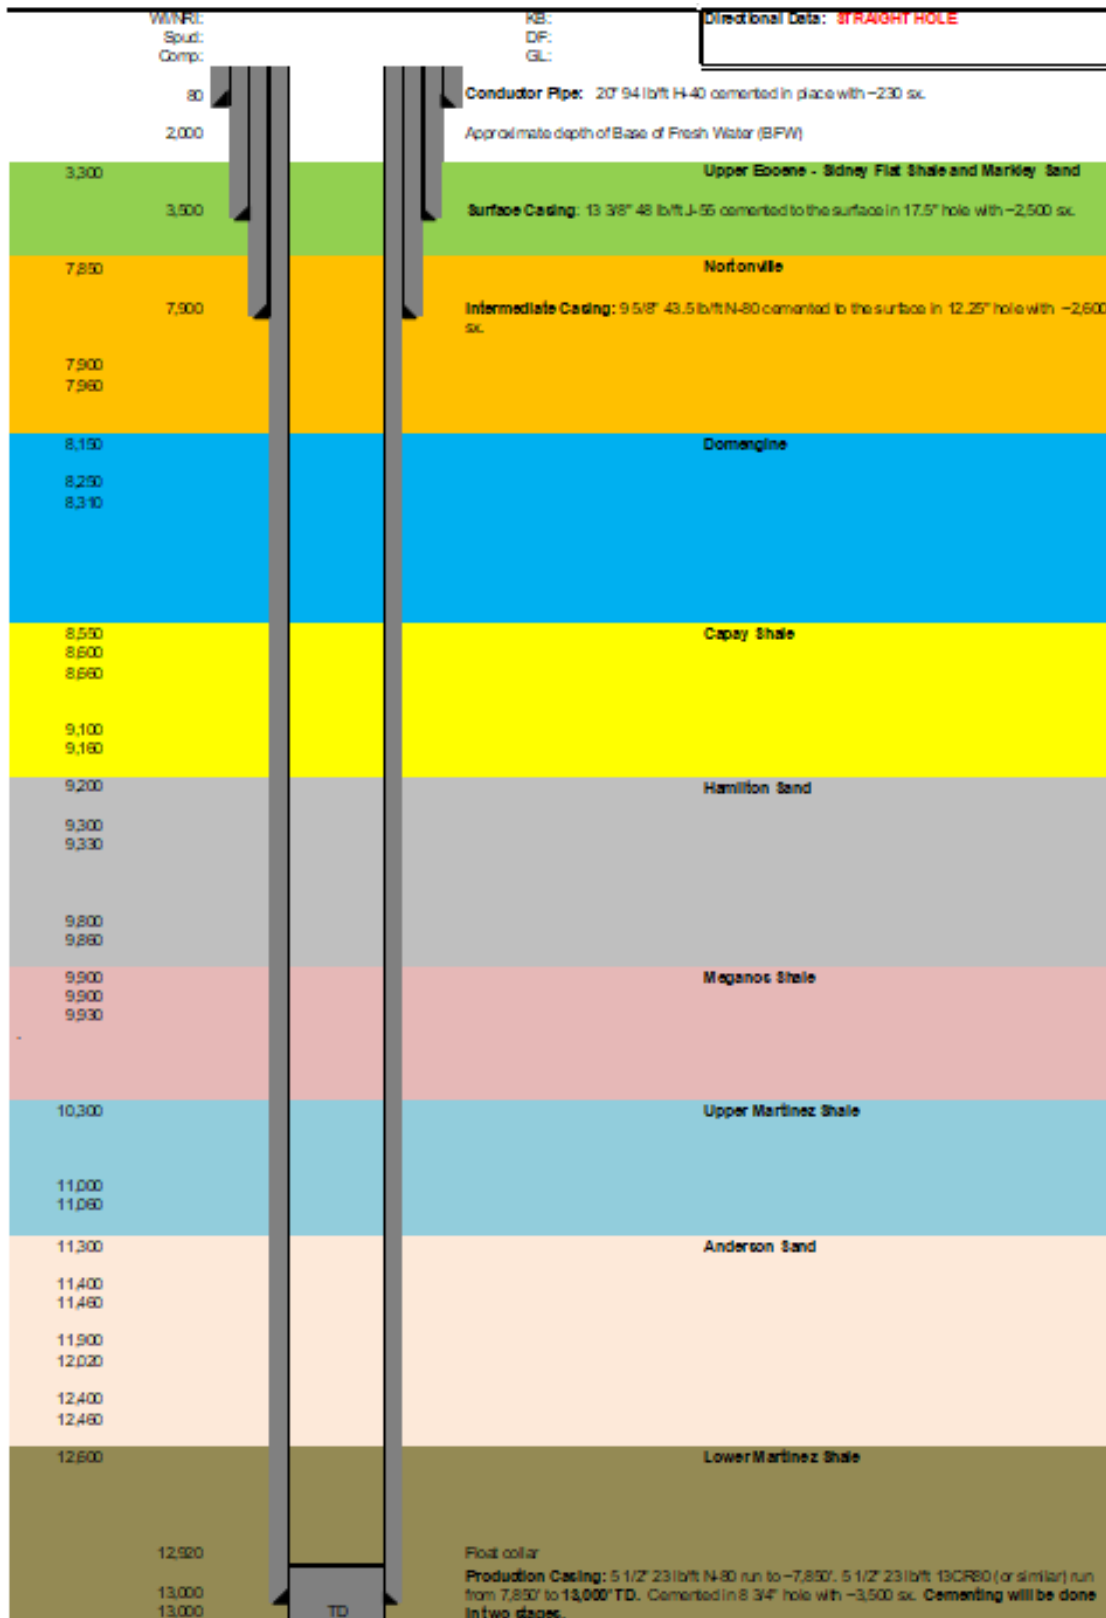 WI/NRI: KB: Directional Data: STRAIGHT HOLE
Spud: DF:
Comp: GL:
80 Conductor Pipe: 20" 94 lb/ft H-40 cemented in place with ~230 sx.
2,000 Approximate depth of Base of Fresh Water (BFW)
3,300 Upper Eocene - Sidney Flat Shale and Markley Sand
3,500 Surface Casing: 13 3/8" 48 lb/ft J-55 cemented to the surface in 17.5" hole with ~2,500 sx.
7,850 Nortonville
7,900 Intermediate Casing: 9 5/8" 43.5 lb/ft N-80 cemented to the surface in 12.25" hole with ~2,600
sx.
7,900
7,960
8,150 Domengine
8,250
8,310
8,550 Capay Shale
8,600
8,660
9,100
9,160
9,200 Hamilton Sand
9,300
9,330
9,800
9,860
9,900 Meganos Shale
9,900
9,930
-
10,300 Upper Martinez Shale
11,000
11,060
11,300 Anderson Sand
11,400
11,460
11,900
12,020
12,400
12,460
12,600 Lower Martinez Shale
12,920 Float collar
Production Casing: 5 1/2" 23 lb/ft N-80 run to ~7,850'. 5 1/2" 23 lb/ft 13CR80 (or similar) run
13,000 from 7,850' to 13,000' TD. Cemented in 8 3/4" hole with ~3,500 sx. Cementing will be done
13,000 TD in two stages.